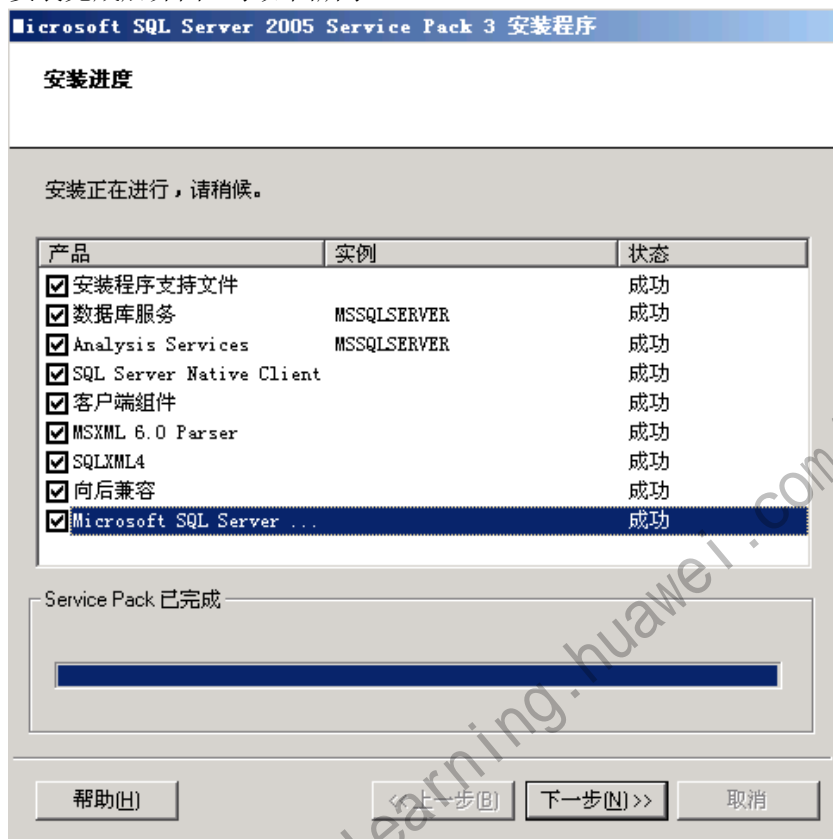 Microsoft SQL Server 2005 Service Pack 3 安装程序
安装进度
安装正在进行，请稍候。
产品 实例 状态
安装程序支持文件 成功
数据库服务 MSSQLSERVER 成功
Analysis Services MSSQLSERVER 成功
SQL Server Native Client 成功
客户端组件 成功
MSXML 6.0 Parser 成功
SQLXML4 成功
向后兼容 成功
Microsoft SQL Server ... 成功
Service Pack 已完成
帮助(H) <<上一步(B) 下一步(N)>> 取消
learning.huawei.com